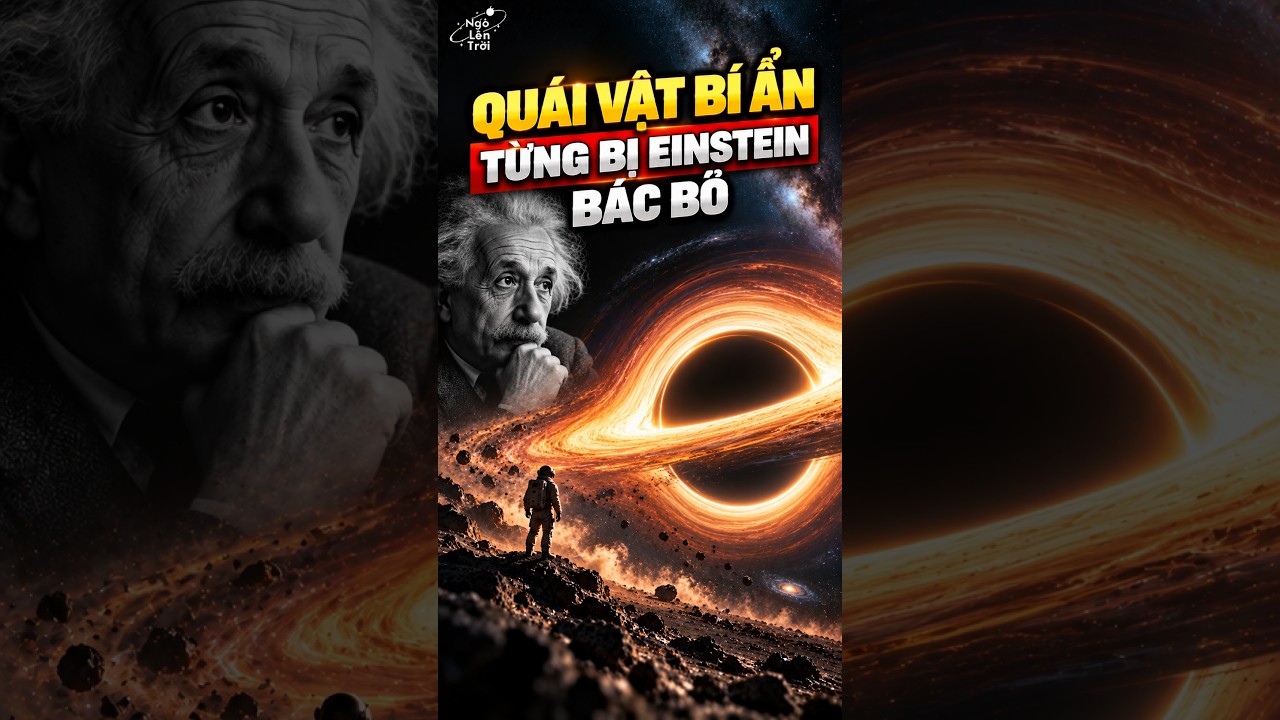 Ngó
Lên
Trời
QUÁI VẬT BÍ ẨN
TỪNG BỊ EINSTEIN
BÁC BỎ